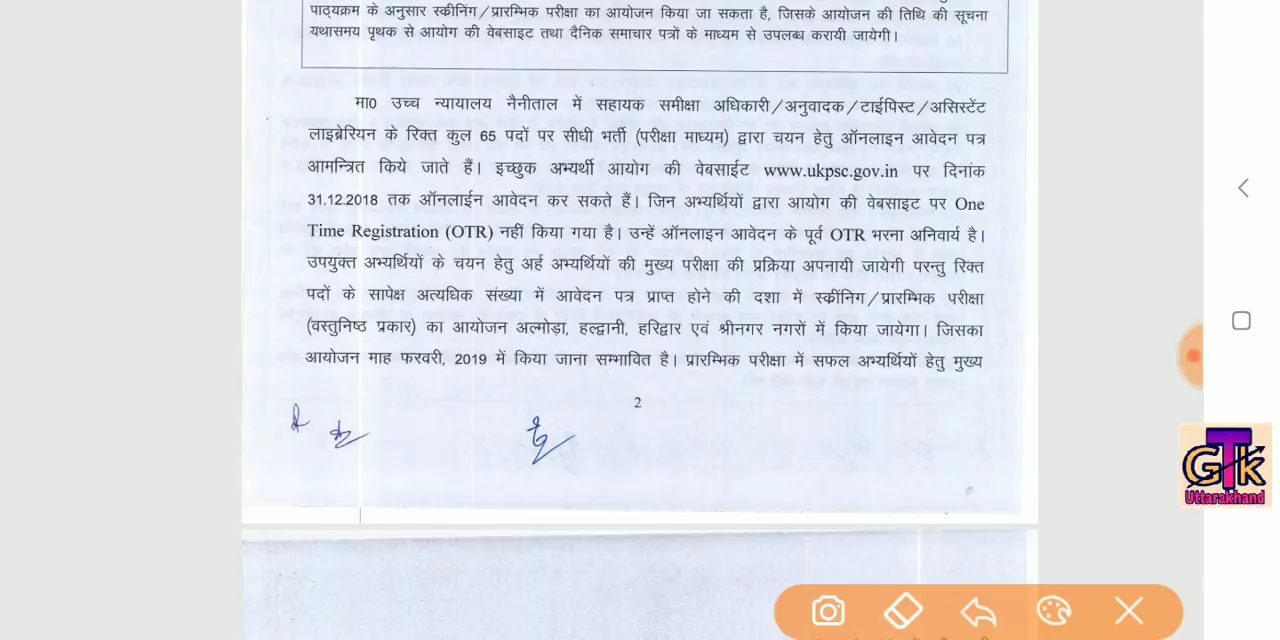 पाठ्यक्रम के अनुसार स्क्रीनिंग/प्रारम्भिक परीक्षा का आयोजन किया जा सकता है, जिसके आयोजन की तिथि की सूचना
यथासमय पृथक से आयोग की वेबसाइट तथा दैनिक समाचार पत्रों के माध्यम से उपलब्ध करायी जायेगी।
मा0 उच्च न्यायालय नैनीताल में सहायक समीक्षा अधिकारी/अनुवादक/टाईपिस्ट/असिस्टेंट
लाइब्रेरियन के रिक्त कुल 65 पदों पर सीधी भर्ती (परीक्षा माध्यम) द्वारा चयन हेतु ऑनलाइन आवेदन पत्र
आमन्त्रित किये जाते हैं। इच्छुक अभ्यर्थी आयोग की वेबसाईट www.ukpsc.gov.in पर दिनांक
31.12.2018 तक ऑनलाईन आवेदन कर सकते हैं। जिन अभ्यर्थियों द्वारा आयोग की वेबसाइट पर One
Time Registration (OTR) नहीं किया गया है। उन्हें ऑनलाइन आवेदन के पूर्व OTR भरना अनिवार्य है।
उपयुक्त अभ्यर्थियों के चयन हेतु अर्ह अभ्यर्थियों की मुख्य परीक्षा की प्रक्रिया अपनायी जायेगी परन्तु रिक्त
पदों के सापेक्ष अत्यधिक संख्या में आवेदन पत्र प्राप्त होने की दशा में स्क्रींनिग/प्रारम्भिक परीक्षा
(वस्तुनिष्ठ प्रकार) का आयोजन अल्मोड़ा, हल्द्वानी, हरिद्वार एवं श्रीनगर नगरों में किया जायेगा। जिसका
आयोजन माह फरवरी, 2019 में किया जाना सम्भावित है। प्रारम्भिक परीक्षा में सफल अभ्यर्थियों हेतु मुख्य
2
GTk
Uttarakhand